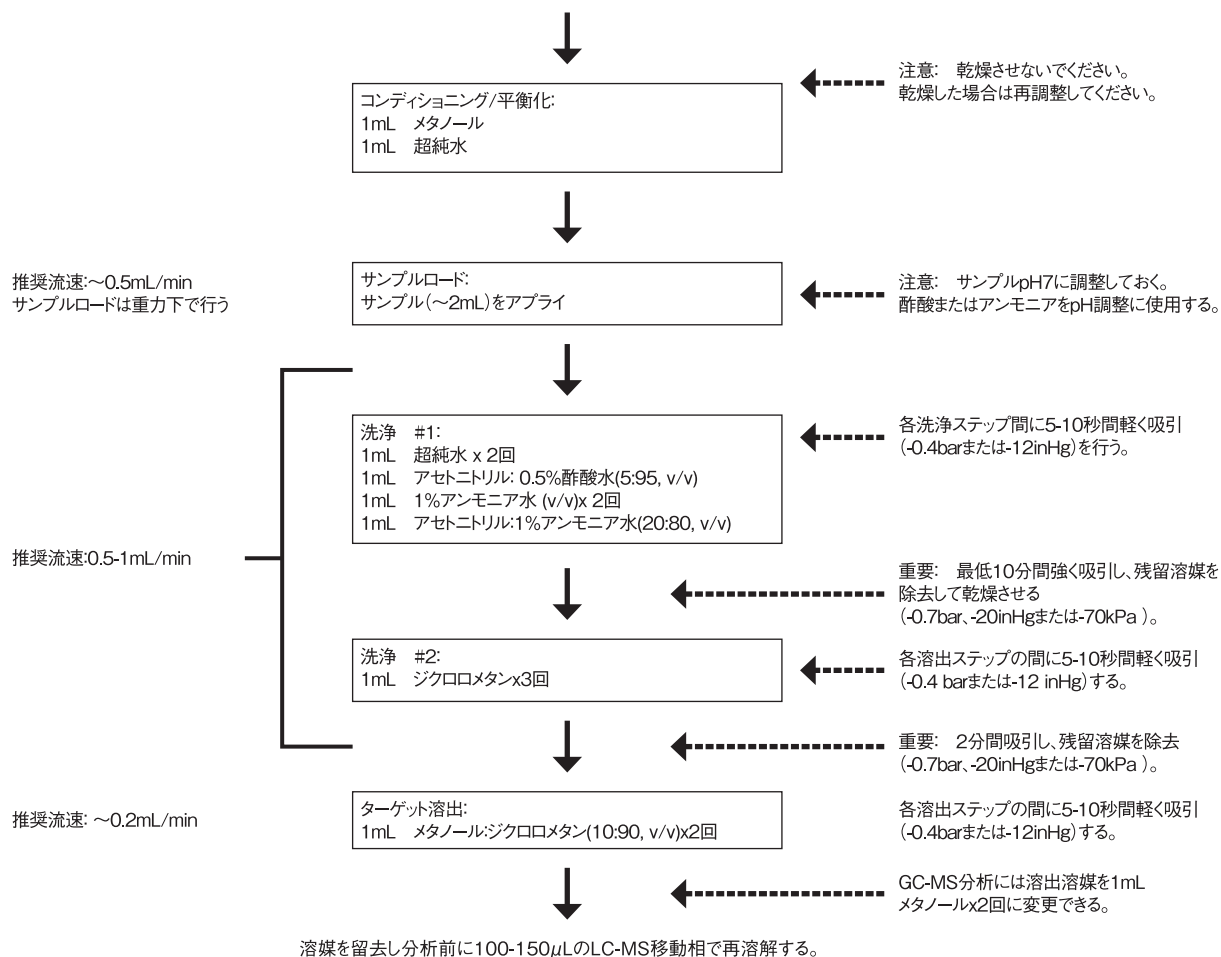 注意:　乾燥させないでください。
乾燥した場合は再調整してください。
コンディショニング/平衡化:
1mL　メタノール
1mL　超純水
推奨流速:～0.5mL/min
サンプルロードは重力下で行う
サンプルロード:
サンプル(～2mL)をアプライ
注意:　サンプルpH7に調整しておく。
酢酸またはアンモニアをpH調整に使用する。
洗浄　#1:
1mL　超純水 x 2回
1mL　アセトニトリル: 0.5%酢酸水(5:95, v/v)
1mL　1%アンモニア水 (v/v)x 2回
1mL　アセトニトリル:1%アンモニア水(20:80, v/v)
各洗浄ステップ間に5-10秒間軽く吸引
(-0.4barまたは-12inHg)を行う。
推奨流速:0.5-1mL/min
重要:　最低10分間強く吸引し、残留溶媒を
除去して乾燥させる
(-0.7bar、-20inHgまたは-70kPa )。
洗浄　#2:
1mL　ジクロロメタンx3回
各溶出ステップの間に5-10秒間軽く吸引
(-0.4 barまたは-12 inHg)する。
重要:　2分間吸引し、残留溶媒を除去
(-0.7bar、-20inHgまたは-70kPa )。
推奨流速: ～0.2mL/min
ターゲット溶出:
1mL　メタノール:ジクロロメタン(10:90, v/v)x2回
各溶出ステップの間に5-10秒間軽く吸引
(-0.4barまたは-12inHg)する。
GC-MS分析には溶出溶媒を1mL
メタノールx2回に変更できる。
溶媒を留去し分析前に100-150μLのLC-MS移動相で再溶解する。